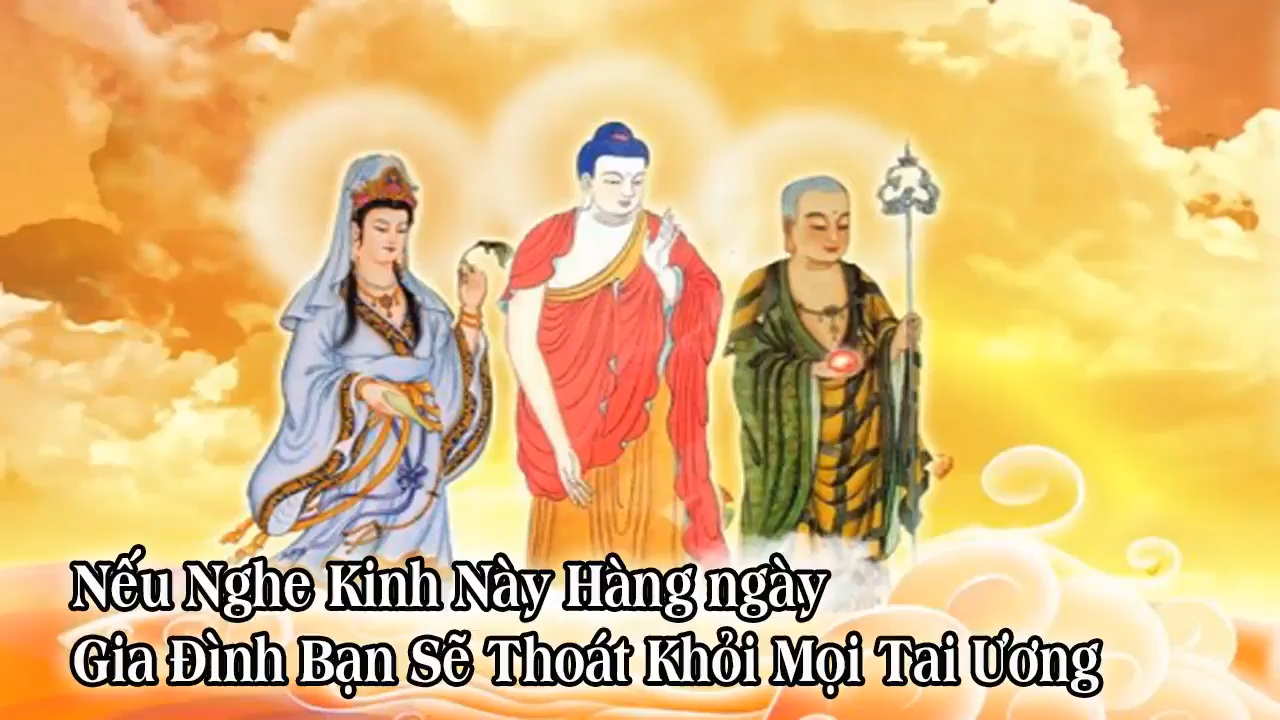 Nếu Nghe Kinh Này Hàng ngày
Gia Đình Bạn Sẽ Thoát Khỏi Mọi Tai Ương